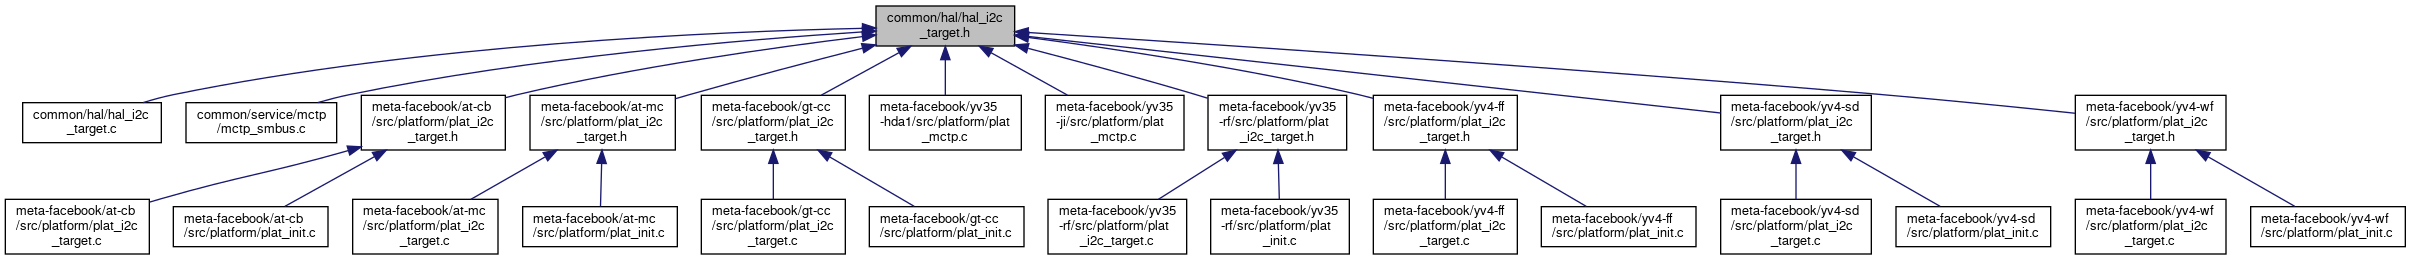 common/hal/hal_i2c
_target.h
common/hal/hal_i2c
_target.c
common/service/mctp
/mctp_smbus.c
meta-facebook/at-cb
/src/platform/plat_i2c
_target.h
meta-facebook/at-mc
/src/platform/plat_i2c
_target.h
meta-facebook/gt-cc
/src/platform/plat_i2c
_target.h
meta-facebook/yv35
-hda1/src/platform/plat
_mctp.c
meta-facebook/yv35
-ji/src/platform/plat
_mctp.c
meta-facebook/yv35
-rf/src/platform/plat
_i2c_target.h
meta-facebook/yv4-ff
/src/platform/plat_i2c
_target.h
meta-facebook/yv4-sd
/src/platform/plat_i2c
_target.h
meta-facebook/yv4-wf
/src/platform/plat_i2c
_target.h
meta-facebook/at-cb
/src/platform/plat_i2c
_target.c
meta-facebook/at-cb
/src/platform/plat_init.c
meta-facebook/at-mc
/src/platform/plat_i2c
_target.c
meta-facebook/at-mc
/src/platform/plat_init.c
meta-facebook/gt-cc
/src/platform/plat_i2c
_target.c
meta-facebook/gt-cc
/src/platform/plat_init.c
meta-facebook/yv35
-rf/src/platform/plat
_i2c_target.c
meta-facebook/yv35
-rf/src/platform/plat
_init.c
meta-facebook/yv4-ff
/src/platform/plat_i2c
_target.c
meta-facebook/yv4-ff
/src/platform/plat_init.c
meta-facebook/yv4-sd
/src/platform/plat_i2c
_target.c
meta-facebook/yv4-sd
/src/platform/plat_init.c
meta-facebook/yv4-wf
/src/platform/plat_i2c
_target.c
meta-facebook/yv4-wf
/src/platform/plat_init.c